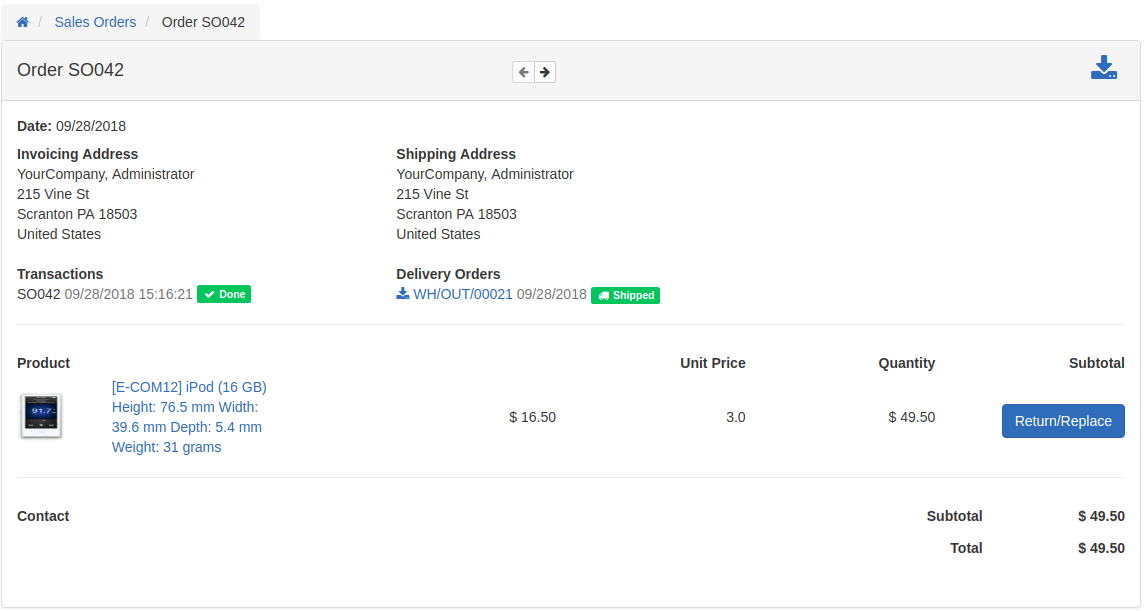 / Sales Orders / Order SO042
Order SO042
Date: 09/28/2018
Invoicing Address
YourCompany, Administrator
215 Vine St
Scranton PA 18503
United States
Shipping Address
YourCompany, Administrator
215 Vine St
Scranton PA 18503
United States
Transactions
SO042 09/28/2018 15:16:21 Done
Delivery Orders
WH/OUT/00021 09/28/2018 Shipped
Product Unit Price Quantity Subtotal
91.7
[E-COM12] iPod (16 GB)
Height: 76.5 mm Width:
39.6 mm Depth: 5.4 mm
Weight: 31 grams
$ 16.50 3.0 $ 49.50 Return/Replace
Contact
Subtotal $ 49.50
Total $ 49.50